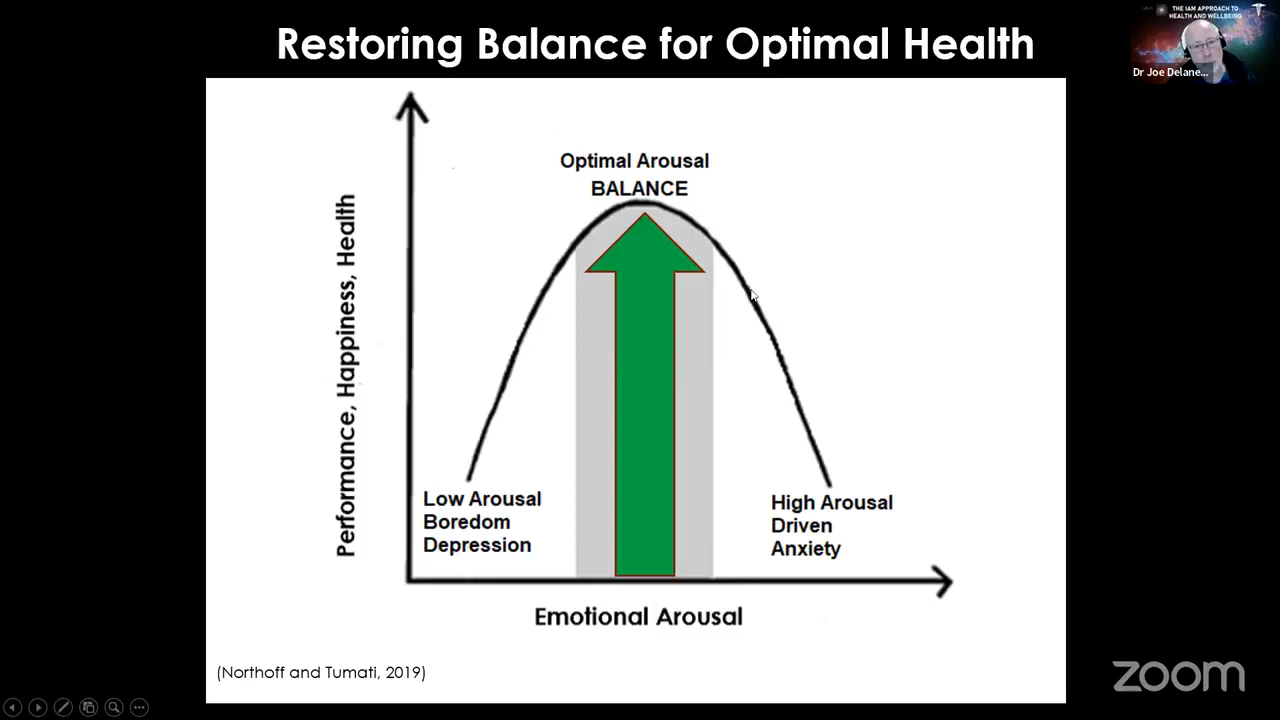 Restoring Balance for Optimal Health
THE IAM APPROACH TO
HEALTH AND WELLBEING
Dr Joe Delane...
Optimal Arousal
BALANCE
Performance, Happiness, Health
Low Arousal
Boredom
Depression
High Arousal
Driven
Anxiety
Emotional Arousal
(Northoff and Tumati, 2019)
zoom